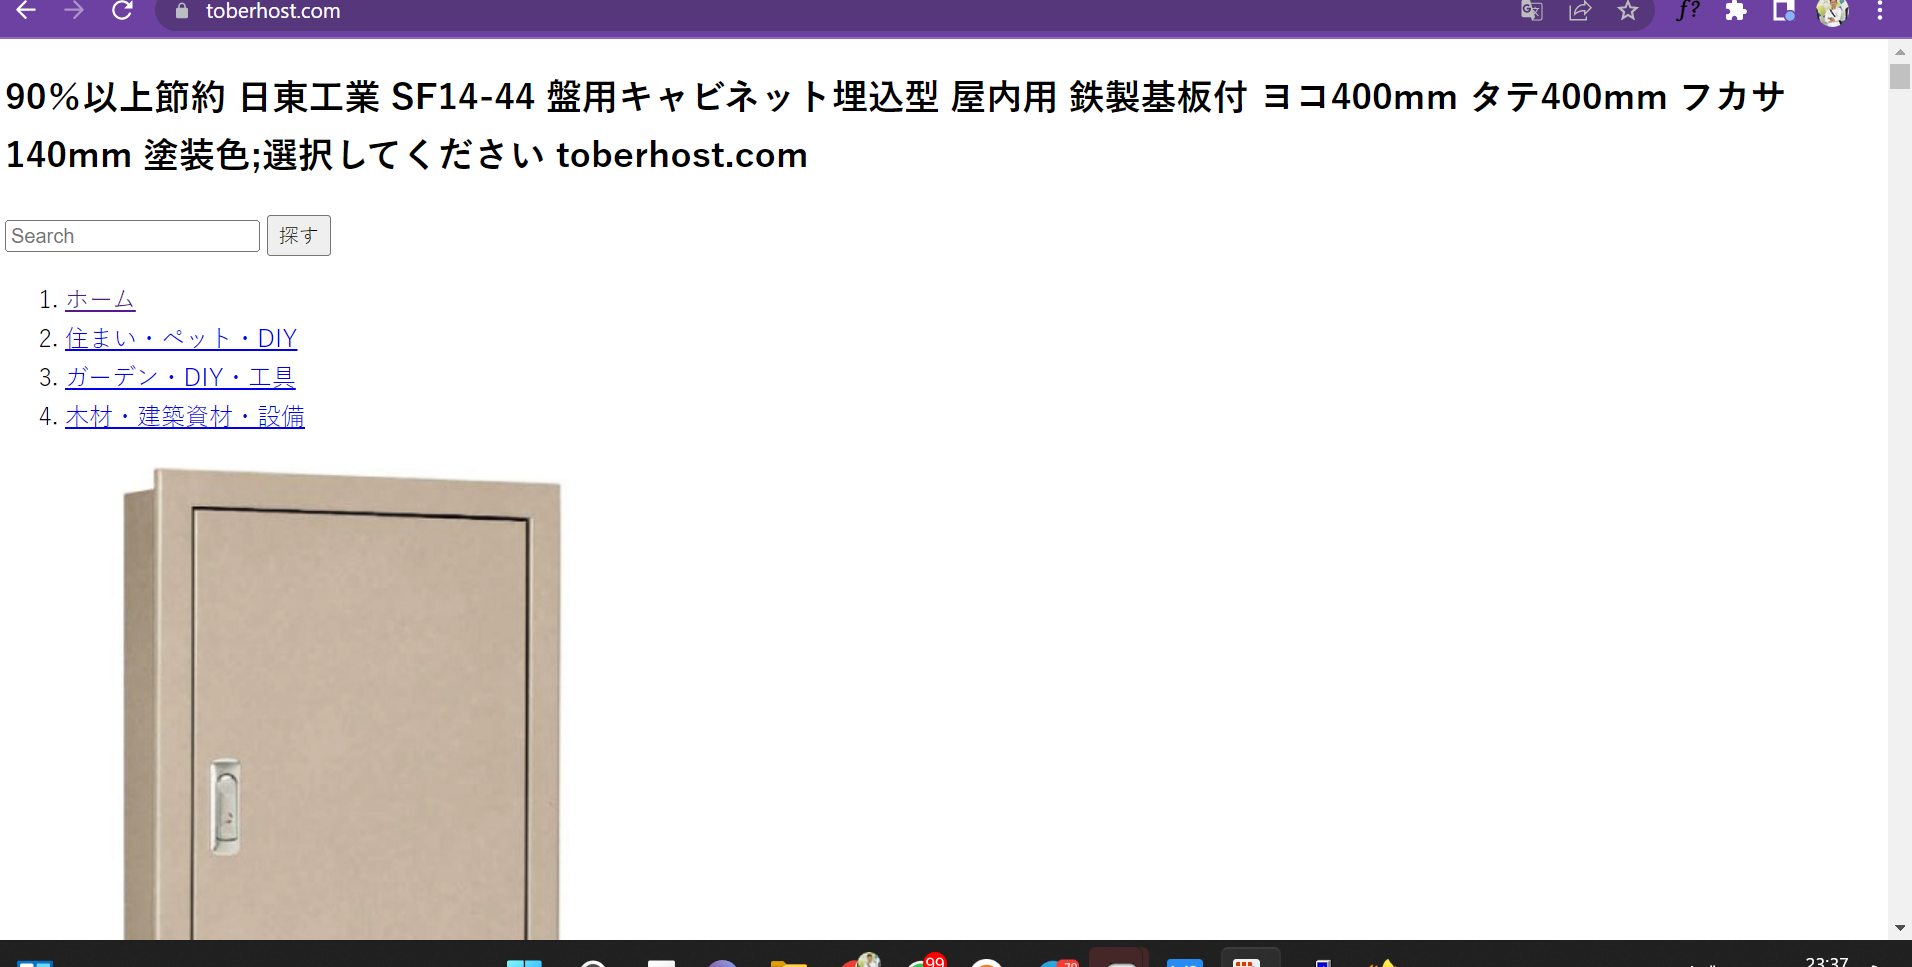 toberhost.com
90%以上節約 日東工業 SF14-44 盤用キャビネット埋込型 屋内用 鉄製基板付 ヨコ400mm タテ400mm フカサ
140mm 塗装色;選択してください toberhost.com
Search 探す
1. ホーム
2. 住まい・ペット・DIY
3. ガーデン・DIY・工具
4. 木材・建築資材・設備
99
23:37